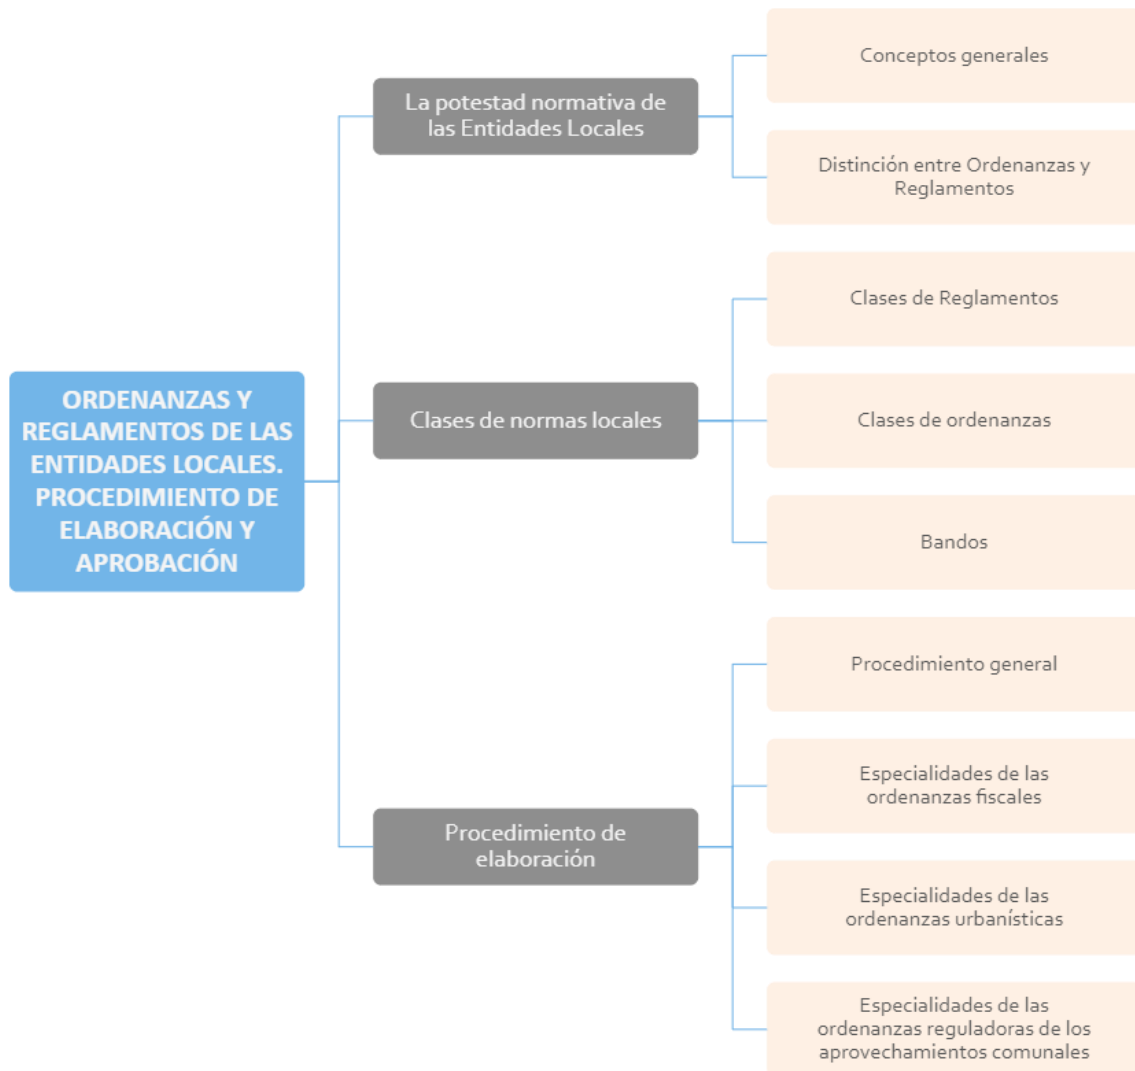 ORDENANZAS Y
REGLAMENTOS DE LAS
ENTIDADES LOCALES.
PROCEDIMIENTO DE
ELABORACIÓN Y
APROBACIÓN
La potestad normativa de
las Entidades Locales
Conceptos generales
Distinción entre Ordenanzas y
Reglamentos
Clases de normas locales
Clases de Reglamentos
Clases de ordenanzas
Bandos
Procedimiento de
elaboración
Procedimiento general
Especialidades de las
ordenanzas fiscales
Especialidades de las
ordenanzas urbanísticas
Especialidades de las
ordenanzas reguladoras de los
aprovechamientos comunales